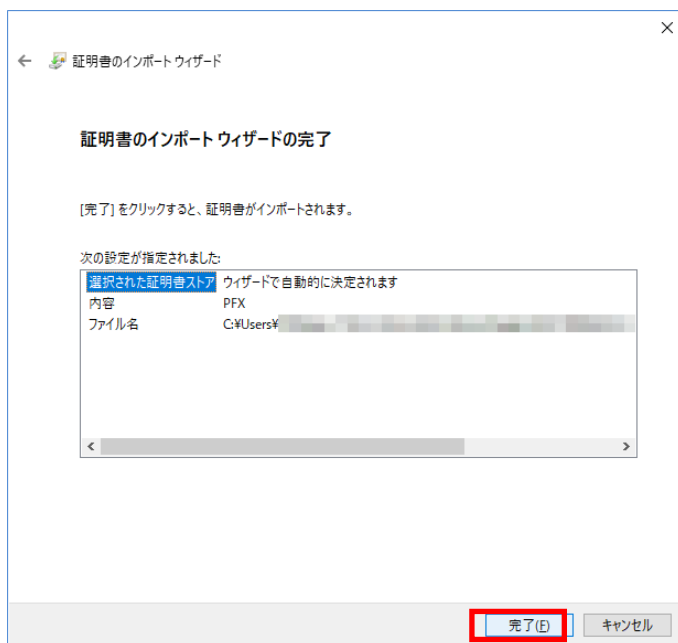 証明書のインポート ウィザード
証明書のインポート ウィザードの完了
[完了] をクリックすると、証明書がインポートされます。
次の設定が指定されました:
選択された証明書ストア ウィザードで自動的に決定されます
内容 PFX
ファイル名 C:¥Users¥
完了(F) キャンセル